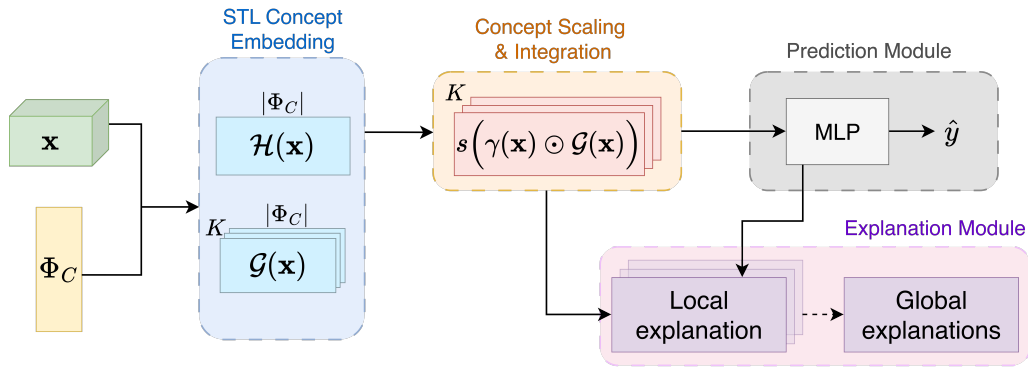 STL Concept
Embedding
Concept Scaling
& Integration
Prediction Module
x
Φ_C
|Φ_C|
ℋ(x)
K
|Φ_C|
𝒢(x)
K
s(γ(x) ⊙ 𝒢(x))
MLP
ŷ
Explanation Module
Local
explanation
Global
explanations